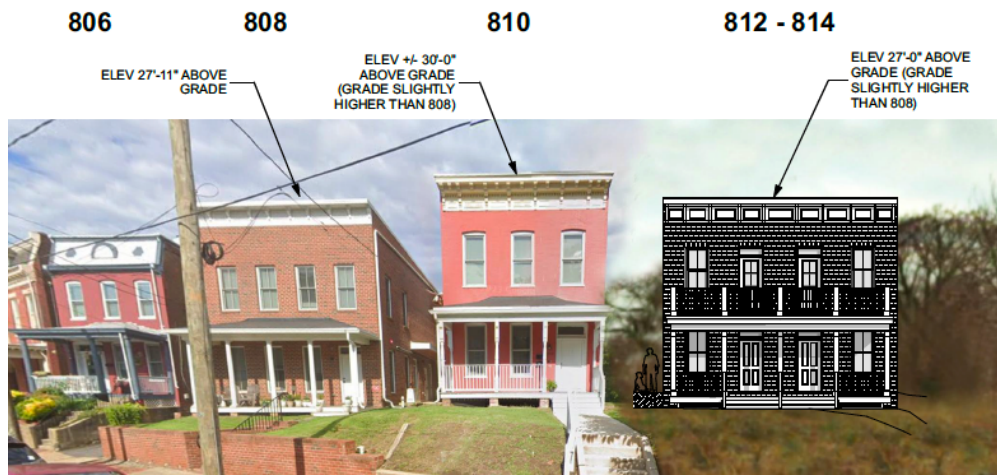 806
808
810
812 - 814
ELEV 27'-11" ABOVE
GRADE
ELEV +/- 30'-0"
ABOVE GRADE
(GRADE SLIGHTLY
HIGHER THAN 808)
ELEV 27'-0" ABOVE
GRADE (GRADE
SLIGHTLY HIGHER
THAN 808)